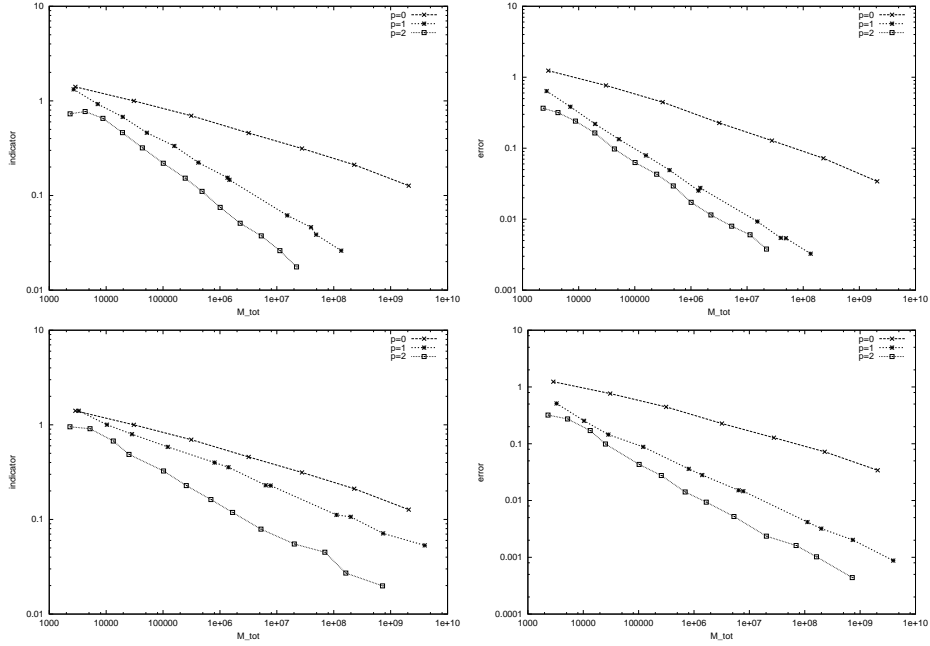 10
1
0.1
0.01
indicator
1000
10000
100000
1e+06
1e+07
1e+08
1e+09
1e+10
M_tot
p=0
p=1
p=2
10
1
0.1
0.01
0.001
error
1000
10000
100000
1e+06
1e+07
1e+08
1e+09
1e+10
M_tot
p=0
p=1
p=2
10
1
0.1
0.01
indicator
1000
10000
100000
1e+06
1e+07
1e+08
1e+09
1e+10
M_tot
p=0
p=1
p=2
10
1
0.1
0.01
0.001
0.0001
error
1000
10000
100000
1e+06
1e+07
1e+08
1e+09
1e+10
M_tot
p=0
p=1
p=2